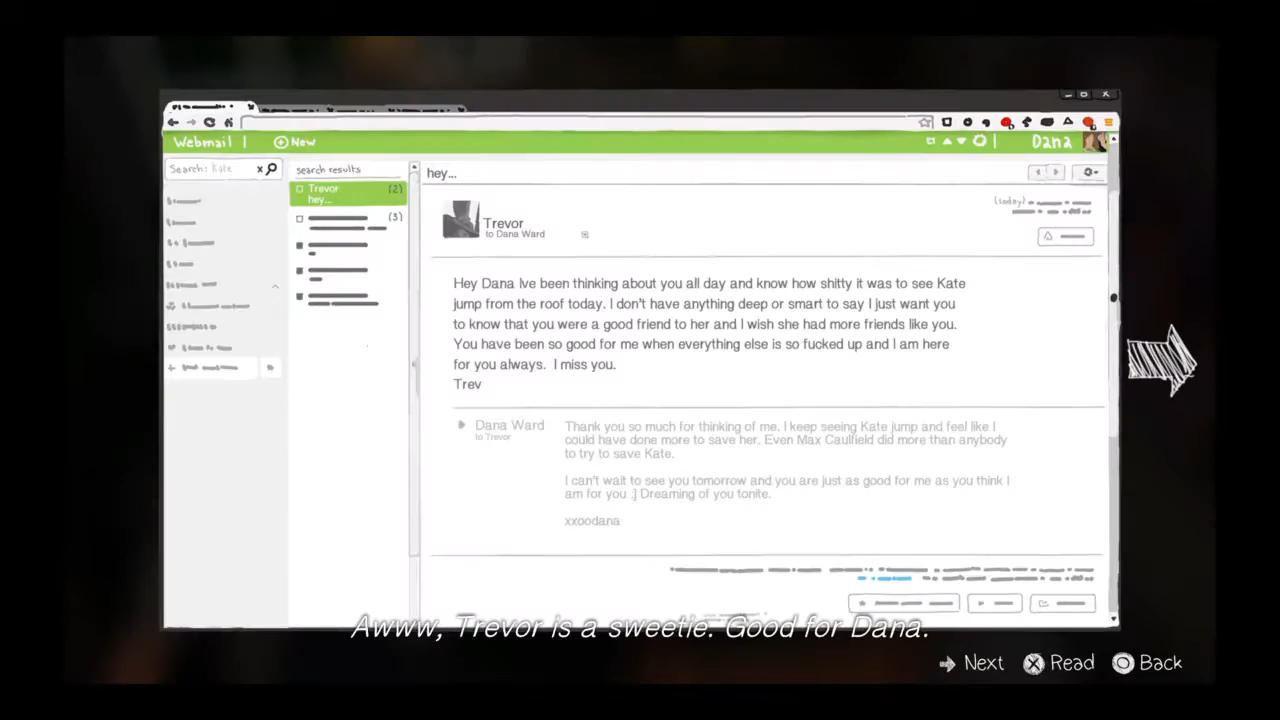 Webmail | New Dana
Search: Kate x
search results
hey...
Trevor (2)
hey...
(3)
(today)
Trevor
to Dana Ward
Hey Dana Ive been thinking about you all day and know how shitty it was to see Kate
jump from the roof today. I don't have anything deep or smart to say I just want you
to know that you were a good friend to her and I wish she had more friends like you.
You have been so good for me when everything else is so fucked up and I am here
for you always. I miss you.
Trev
Dana Ward
to Trevor
Thank you so much for thinking of me. I keep seeing Kate jump and feel like I
could have done more to save her. Even Max Caulfield did more than anybody
to try to save Kate.
I can't wait to see you tomorrow and you are just as good for me as you think I
am for you :] Dreaming of you tonite.
xxoodana
Awww, Trevor is a sweetie. Good for Dana.
Next Read Back